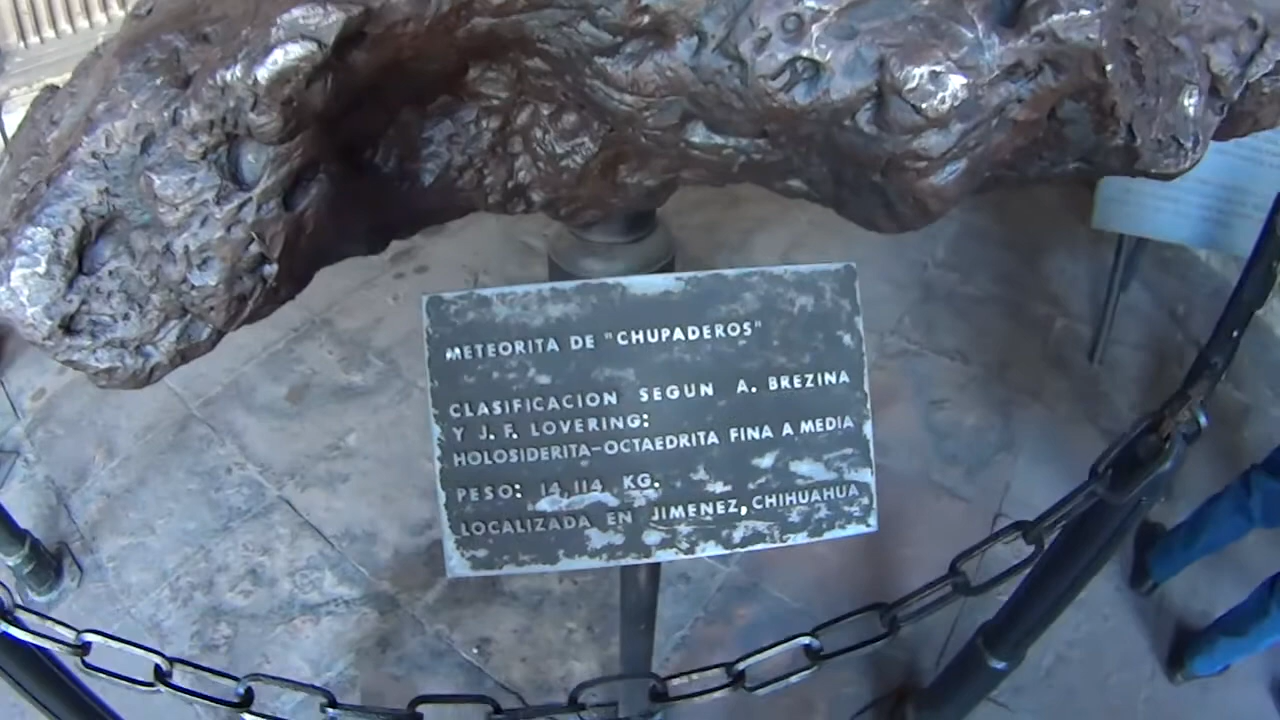 METEORITA DE "CHUPADEROS"
CLASIFICACION SEGUN A. BREZINA
Y J. F. LOVERING:
HOLOSIDERITA-OCTAEDRITA FINA A MEDIA
PESO: 14,114 KG.
LOCALIZADA EN JIMENEZ, CHIHUAHUA